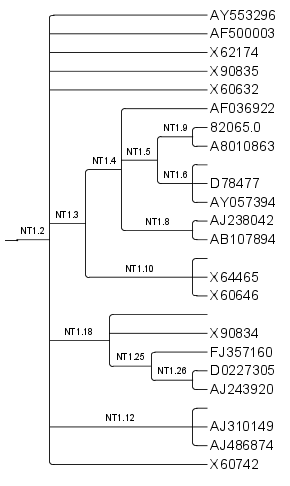 AY553296
AF500003
X62174
X90835
X60632
AF036922
NT1.9
82065.0
A8010863
NT1.5
NT1.4
NT1.6
D78477
AY057394
NT1.3
NT1.8
AJ238042
NT1.2
AB107894
NT1.10
X64465
X60646
NT1.18
X90834
FJ357160
NT1.25
NT1.26
D0227305
AJ243920
NT1.12
AJ310149
AJ486874
X60742